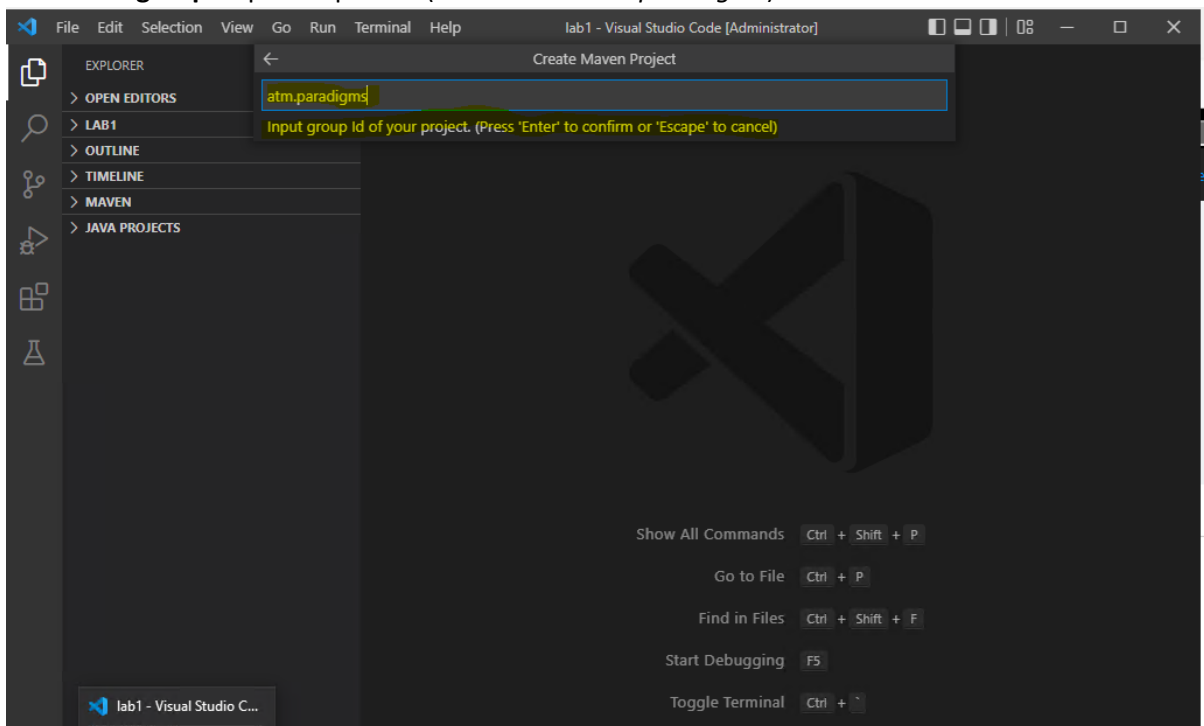 File Edit Selection View Go Run Terminal Help lab1 - Visual Studio Code [Administrator]
EXPLORER
Create Maven Project
OPEN EDITORS
atm.paradigms
LAB1
Input group Id of your project. (Press 'Enter' to confirm or 'Escape' to cancel)
OUTLINE
TIMELINE
MAVEN
JAVA PROJECTS
Show All Commands Ctrl + Shift + P
Go to File Ctrl + P
Find in Files Ctrl + Shift + F
Start Debugging F5
Toggle Terminal Ctrl + `
lab1 - Visual Studio C...